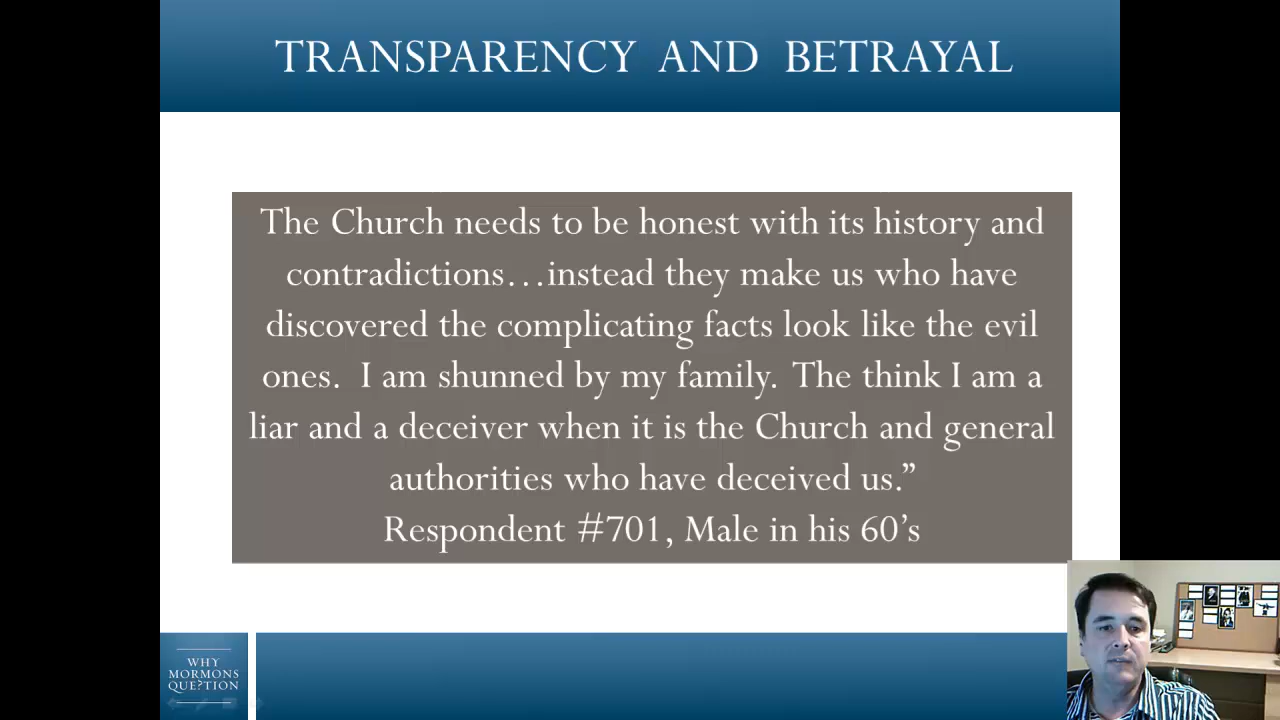 TRANSPARENCY AND BETRAYAL
The Church needs to be honest with its history and
contradictions…instead they make us who have
discovered the complicating facts look like the evil
ones. I am shunned by my family. The think I am a
liar and a deceiver when it is the Church and general
authorities who have deceived us.”
Respondent #701, Male in his 60’s
WHY
MORMONS
QUE?TION